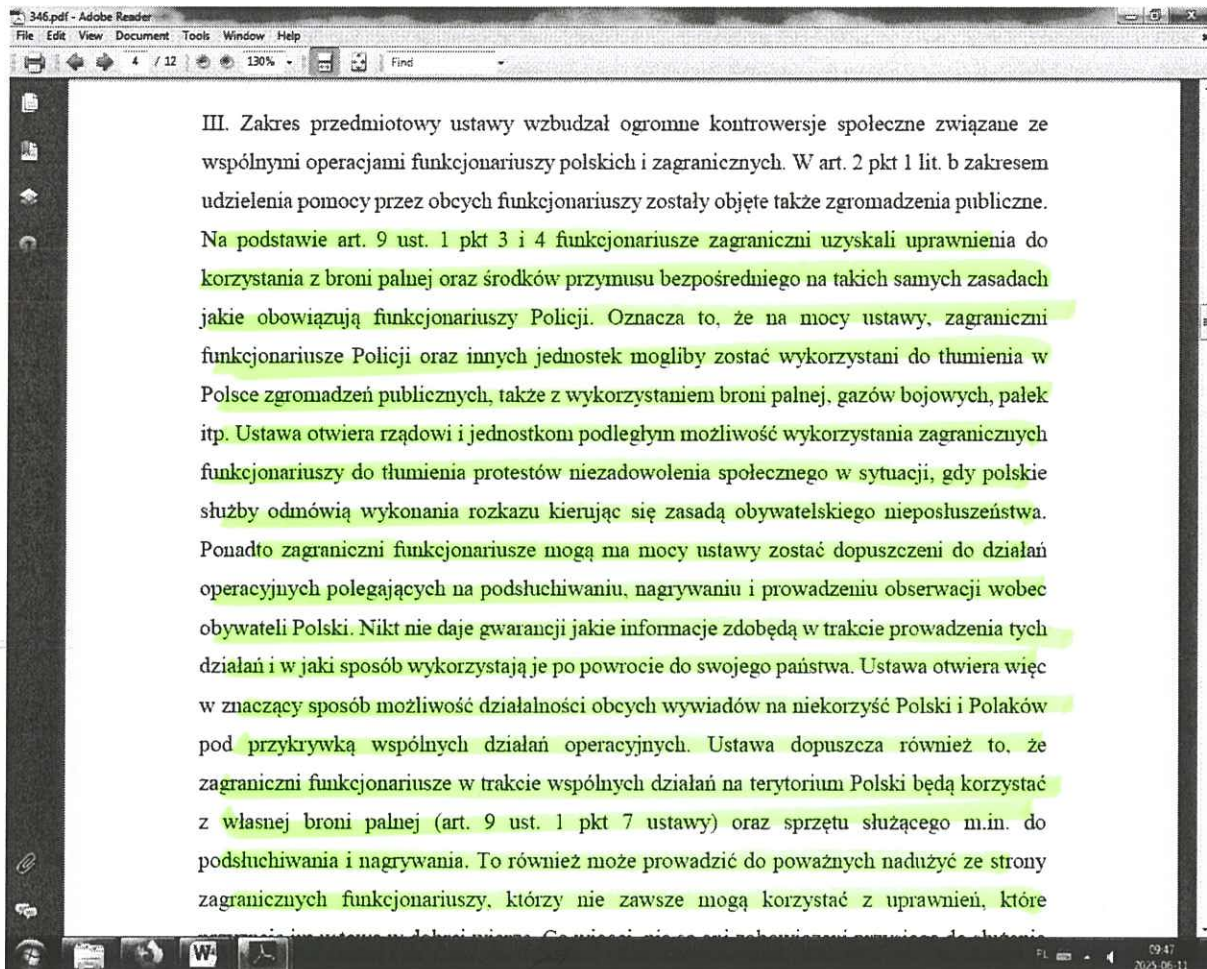 346.pdf - Adobe Reader
File Edit View Document Tools Window Help
4 / 12 130% Find
III. Zakres przedmiotowy ustawy wzbudzał ogromne kontrowersje społeczne związane ze
wspólnymi operacjami funkcjonariuszy polskich i zagranicznych. W art. 2 pkt 1 lit. b zakresem
udzielenia pomocy przez obcych funkcjonariuszy zostały objęte także zgromadzenia publiczne.
Na podstawie art. 9 ust. 1 pkt 3 i 4 funkcjonariusze zagraniczni uzyskali uprawnienia do
korzystania z broni palnej oraz środków przymusu bezpośredniego na takich samych zasadach
jakie obowiązują funkcjonariuszy Policji. Oznacza to, że na mocy ustawy, zagraniczni
funkcjonariusze Policji oraz innych jednostek mogliby zostać wykorzystani do tłumienia w
Polsce zgromadzeń publicznych, także z wykorzystaniem broni palnej, gazów bojowych, pałek
itp. Ustawa otwiera rządowi i jednostkom podległym możliwość wykorzystania zagranicznych
funkcjonariuszy do tłumienia protestów niezadowolenia społecznego w sytuacji, gdy polskie
służby odmówią wykonania rozkazu kierując się zasadą obywatelskiego nieposłuszeństwa.
Ponadto zagraniczni funkcjonariusze mogą ma mocy ustawy zostać dopuszczeni do działań
operacyjnych polegających na podsłuchiwaniu, nagrywaniu i prowadzeniu obserwacji wobec
obywateli Polski. Nikt nie daje gwarancji jakie informacje zdobędą w trakcie prowadzenia tych
działań i w jaki sposób wykorzystają je po powrocie do swojego państwa. Ustawa otwiera więc
w znaczący sposób możliwość działalności obcych wywiadów na niekorzyść Polski i Polaków
pod przykrywką wspólnych działań operacyjnych. Ustawa dopuszcza również to, że
zagraniczni funkcjonariusze w trakcie wspólnych działań na terytorium Polski będą korzystać
z własnej broni palnej (art. 9 ust. 1 pkt 7 ustawy) oraz sprzętu służącego m.in. do
podsłuchiwania i nagrywania. To również może prowadzić do poważnych nadużyć ze strony
zagranicznych funkcjonariuszy, którzy nie zawsze mogą korzystać z uprawnień, które
PL 09:47
2025-06-11